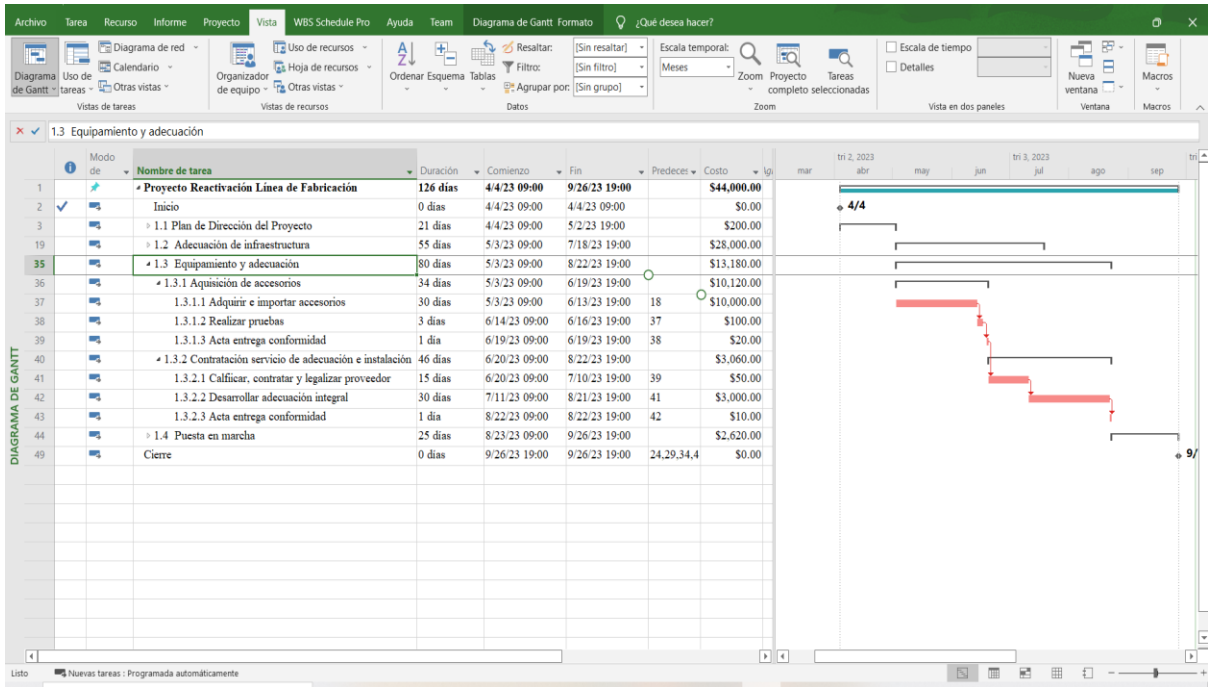 Archivo Tarea Recurso Informe Proyecto Vista WBS Schedule Pro Ayuda Team Diagrama de Gantt Formato ¿Qué desea hacer?
Diagrama de Gantt
Uso de tareas
Diagrama de red
Calendario
Otras vistas
Vistas de tareas
Organizador de equipo
Uso de recursos
Hoja de recursos
Otras vistas
Vistas de recursos
Ordenar Esquema Tablas
Resaltar: [Sin resaltar]
Filtro: [Sin filtro]
Agrupar por: [Sin grupo]
Datos
Escala temporal:
Meses
Zoom
Proyecto completo
Tareas seleccionadas
Zoom
Escala de tiempo
Detalles
Vista en dos paneles
Nueva ventana
Ventana
Macros
Macros
1.3 Equipamiento y adecuación
Modo de Nombre de tarea Duración Comienzo Fin Predeces Costo
tri 2, 2023 tri 3, 2023 tri
mar abr may jun jul ago sep
1 Proyecto Reactivación Línea de Fabricación 126 días 4/4/23 09:00 9/26/23 19:00 $44,000.00
2 Inicio 0 días 4/4/23 09:00 4/4/23 09:00 $0.00 4/4
3 1.1 Plan de Dirección del Proyecto 21 días 4/4/23 09:00 5/2/23 19:00 $200.00
19 1.2 Adecuación de infraestructura 55 días 5/3/23 09:00 7/18/23 19:00 $28,000.00
35 1.3 Equipamiento y adecuación 80 días 5/3/23 09:00 8/22/23 19:00 $13,180.00
36 1.3.1 Aquisición de accesorios 34 días 5/3/23 09:00 6/19/23 19:00 $10,120.00
37 1.3.1.1 Adquirir e importar accesorios 30 días 5/3/23 09:00 6/13/23 19:00 18 $10,000.00
38 1.3.1.2 Realizar pruebas 3 días 6/14/23 09:00 6/16/23 19:00 37 $100.00
39 1.3.1.3 Acta entrega conformidad 1 día 6/19/23 09:00 6/19/23 19:00 38 $20.00
40 1.3.2 Contratación servicio de adecuación e instalación 46 días 6/20/23 09:00 8/22/23 19:00 $3,060.00
41 1.3.2.1 Calfiicar, contratar y legalizar proveedor 15 días 6/20/23 09:00 7/10/23 19:00 39 $50.00
42 1.3.2.2 Desarrollar adecuación integral 30 días 7/11/23 09:00 8/21/23 19:00 41 $3,000.00
43 1.3.2.3 Acta entrega conformidad 1 día 8/22/23 09:00 8/22/23 19:00 42 $10.00
44 1.4 Puesta en marcha 25 días 8/23/23 09:00 9/26/23 19:00 $2,620.00
49 Cierre 0 días 9/26/23 19:00 9/26/23 19:00 24,29,34,4 $0.00 9/
DIAGRAMA DE GANTT
Listo Nuevas tareas : Programada automáticamente